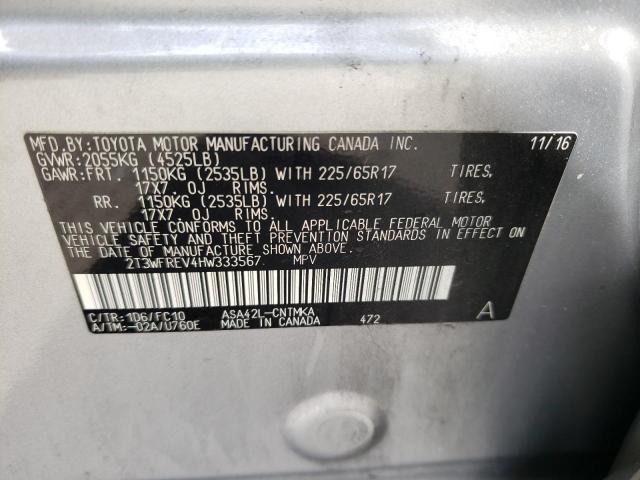 MFD.BY:TOYOTA MOTOR MANUFACTURING CANADA INC. 11/16
GVWR:2055KG (4525LB)
GAWR:FRT. 1150KG (2535LB) WITH 225/65R17 TIRES,
17X7.0J RIMS.
RR. 1150KG (2535LB) WITH 225/65R17 TIRES,
17X7.0J RIMS.
THIS VEHICLE CONFORMS TO ALL APPLICABLE FEDERAL MOTOR
VEHICLE SAFETY AND THEFT PREVENTION STANDARDS IN EFFECT ON
THE DATE OF MANUFACTURE SHOWN ABOVE.
2T3WFREV4HW333567. MPV
C/TR:1D6/FC10 ASA42L-CNTMKA
A/TM:-02A/U760E MADE IN CANADA 472 A